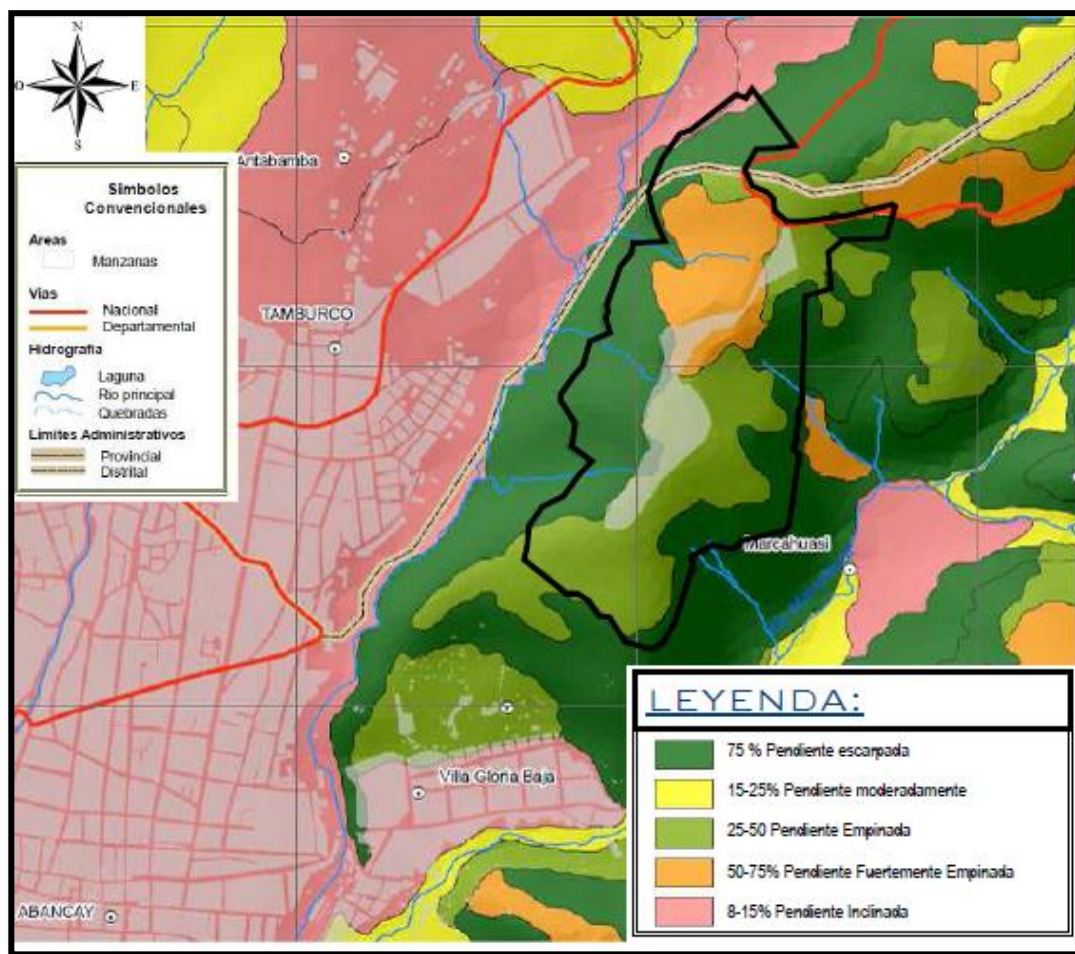 N
O
E
S
Simbolos
Convencionales
Areas
Manzanas
Vías
Nacional
Departamental
Hidrografia
Laguna
Rio principal
Quebradas
Límites Administrativos
Provincial
Distrital
Antabamba
TAMBURCO
Marcahuasi
Villa Gloria Baja
ABANCAY
LEYENDA:
75 % Pendiente escarpada
15-25% Pendiente moderadamente
25-50 Pendiente Empinada
50-75% Pendiente Fuertemente Empinada
8-15% Pendiente Inclinada